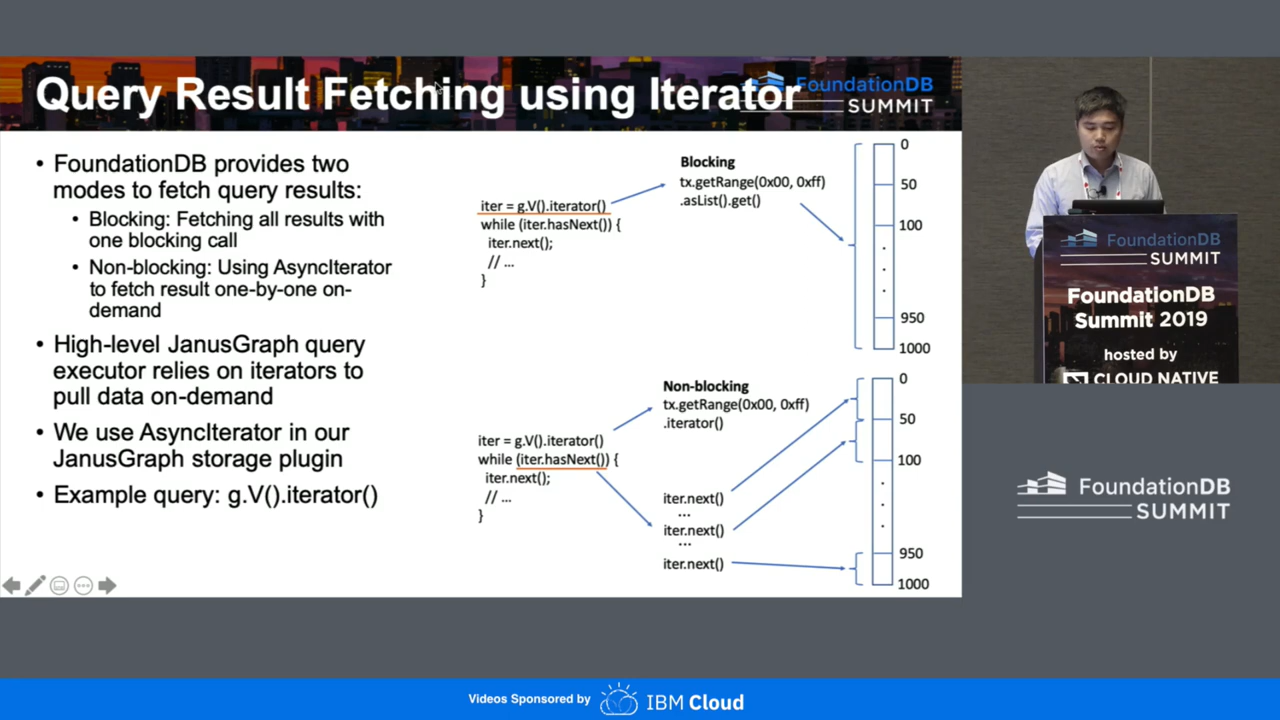 Query Result Fetching using Iterator
FoundationDB
SUMMIT
• FoundationDB provides two
modes to fetch query results:
• Blocking: Fetching all results with
one blocking call
• Non-blocking: Using AsyncIterator
to fetch result one-by-one on-
demand
• High-level JanusGraph query
executor relies on iterators to
pull data on-demand
• We use AsyncIterator in our
JanusGraph storage plugin
• Example query: g.V().iterator()
iter = g.V().iterator()
while (iter.hasNext()) {
iter.next();
// ...
}
Blocking
tx.getRange(0x00, 0xff)
.asList().get()
0
50
100
.
.
.
950
1000
iter = g.V().iterator()
while (iter.hasNext()) {
iter.next();
// ...
}
Non-blocking
tx.getRange(0x00, 0xff)
.iterator()
iter.next()
...
iter.next()
...
iter.next()
0
50
100
.
.
.
950
1000
FoundationDB
SUMMIT
FoundationDB
Summit 2019
hosted by
CLOUD NATIVE
FoundationDB
SUMMIT
Videos Sponsored by
IBM Cloud